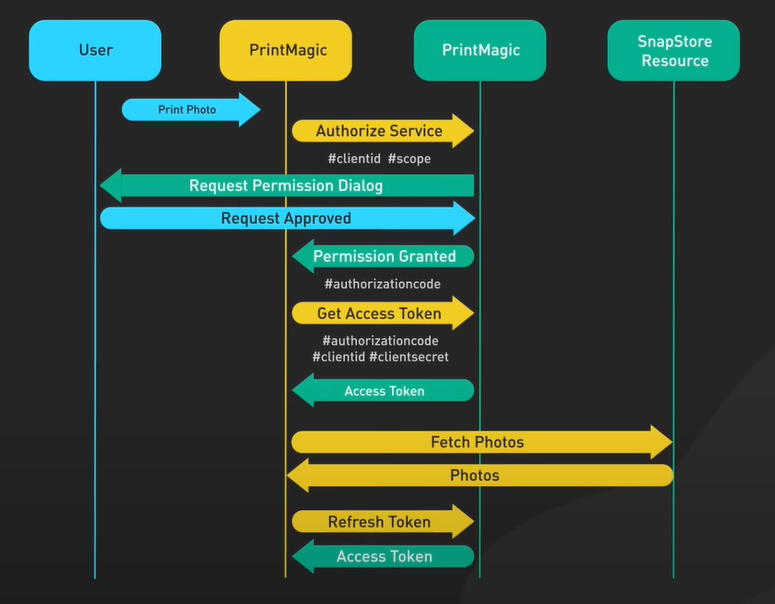 User
PrintMagic
PrintMagic
SnapStore
Resource
Print Photo
Authorize Service
#clientid #scope
Request Permission Dialog
Request Approved
Permission Granted
#authorizationcode
Get Access Token
#authorizationcode
#clientid #clientsecret
Access Token
Fetch Photos
Photos
Refresh Token
Access Token